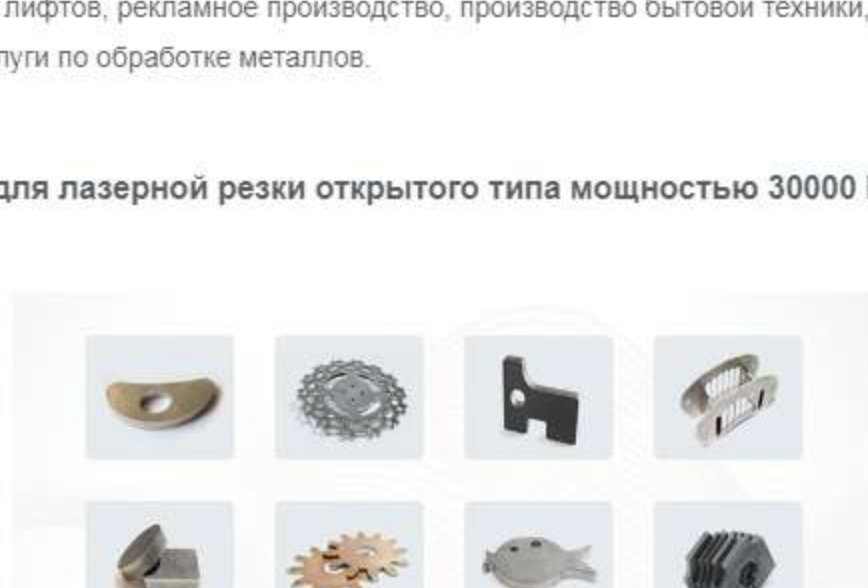 лифтов, рекламное производство, производство бытовой техники,
луги по обработке металлов.
для лазерной резки открытого типа мощностью 30000